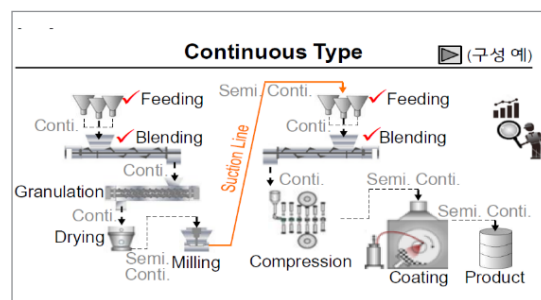 Continuous Type
(구성 예)
Feeding
Conti.
Blending
Conti.
Granulation
Conti.
Drying
Semi.
Conti.
Milling
Suction Line
Semi. Conti.
Feeding
Conti.
Blending
Conti.
Compression
Semi. Conti.
Coating
Semi. Conti.
Product